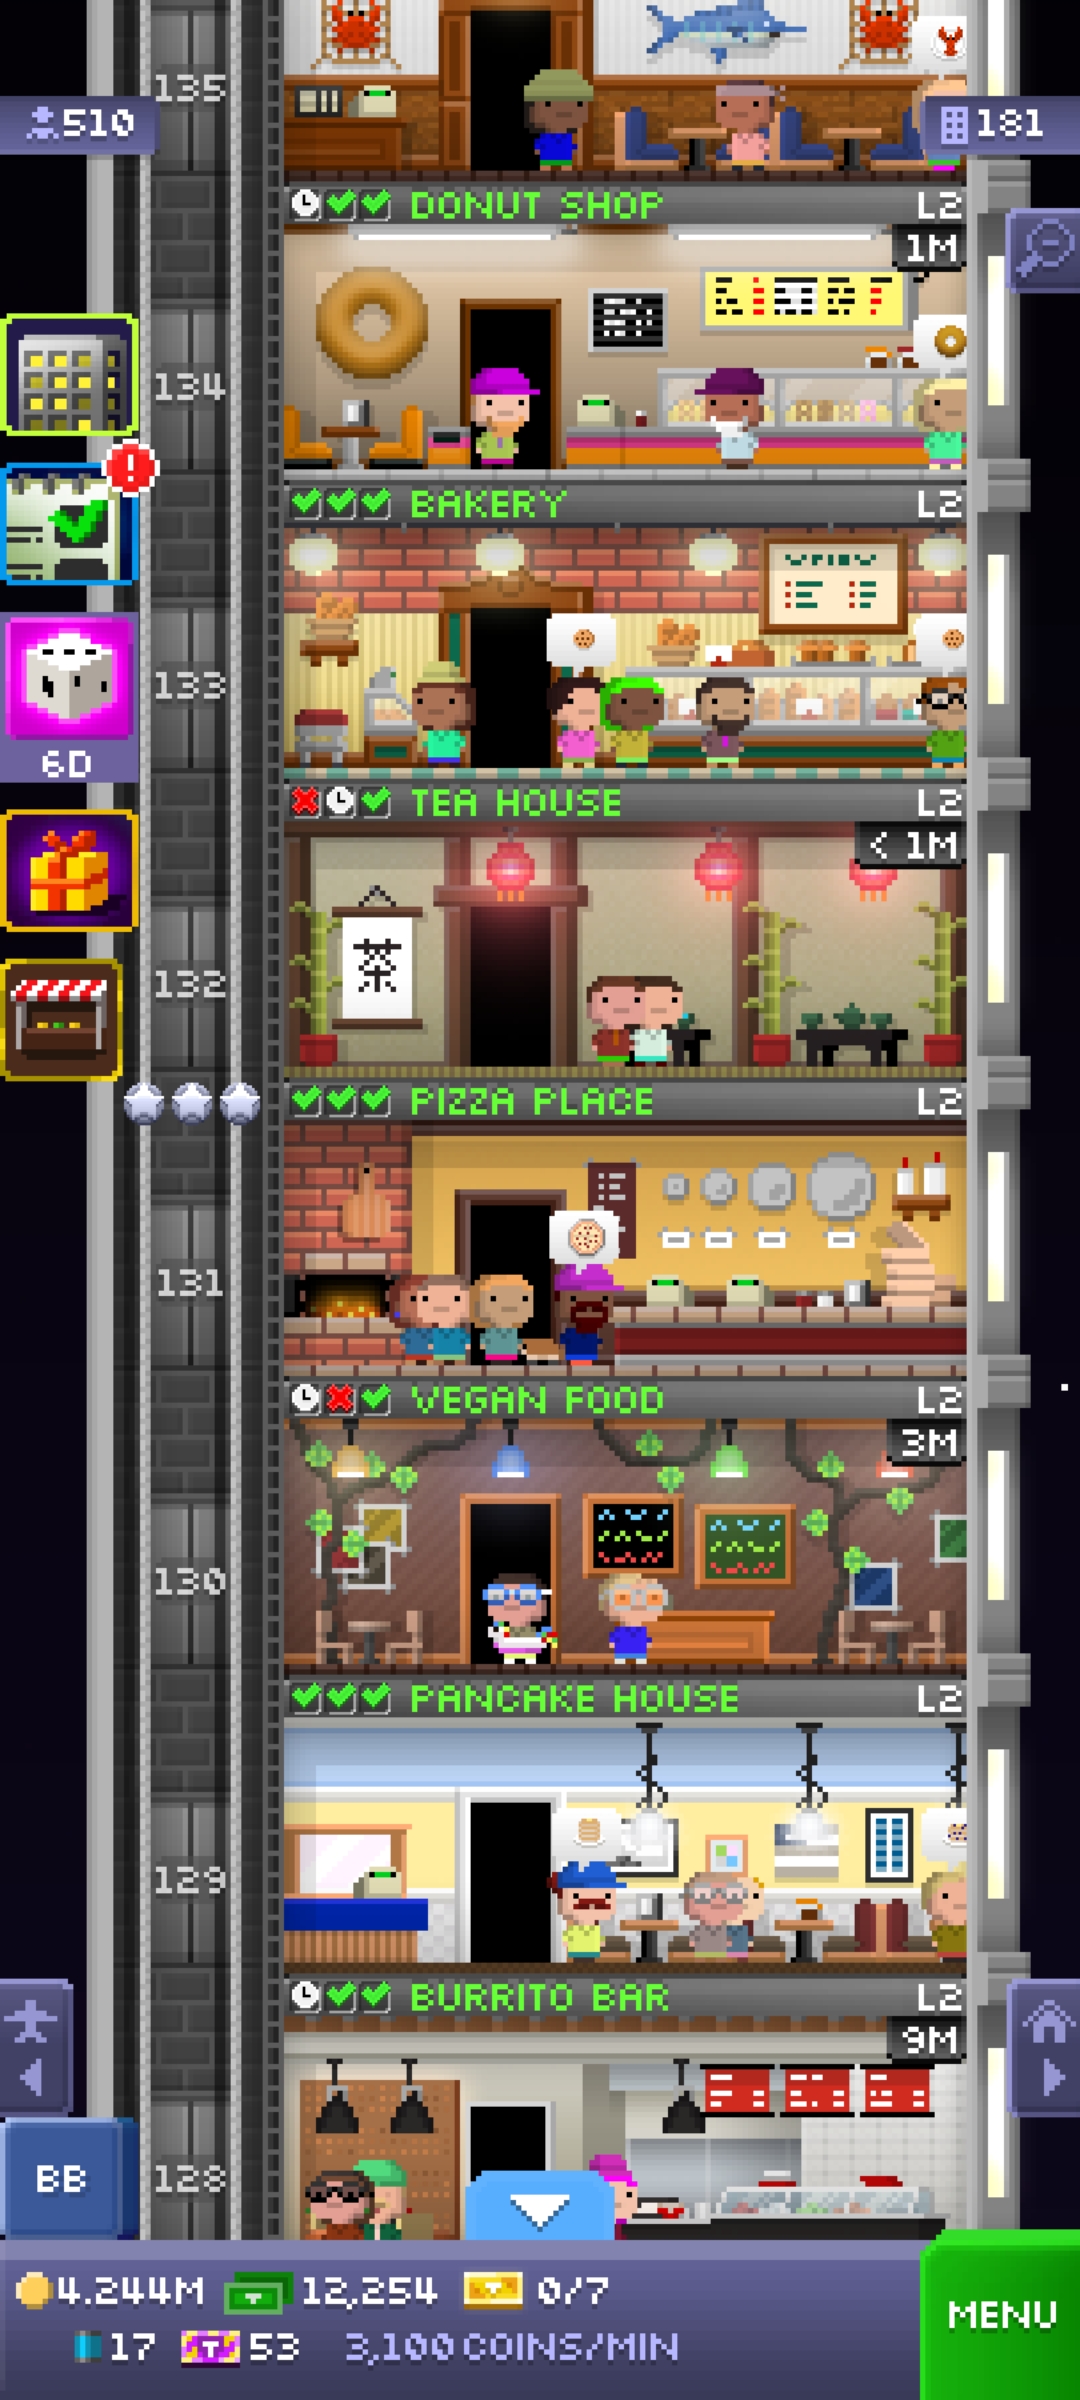 135
510
181
DONUT SHOP L2
1M
134
BAKERY L2
133
6D
TEA HOUSE L2
< 1M
茶
132
PIZZA PLACE L2
131
VEGAN FOOD L2
3M
130
PANCAKE HOUSE L2
129
BURRITO BAR L2
9M
BB
128
4.244M 12,254 0/7
MENU
17 53 3,100 COINS/MIN